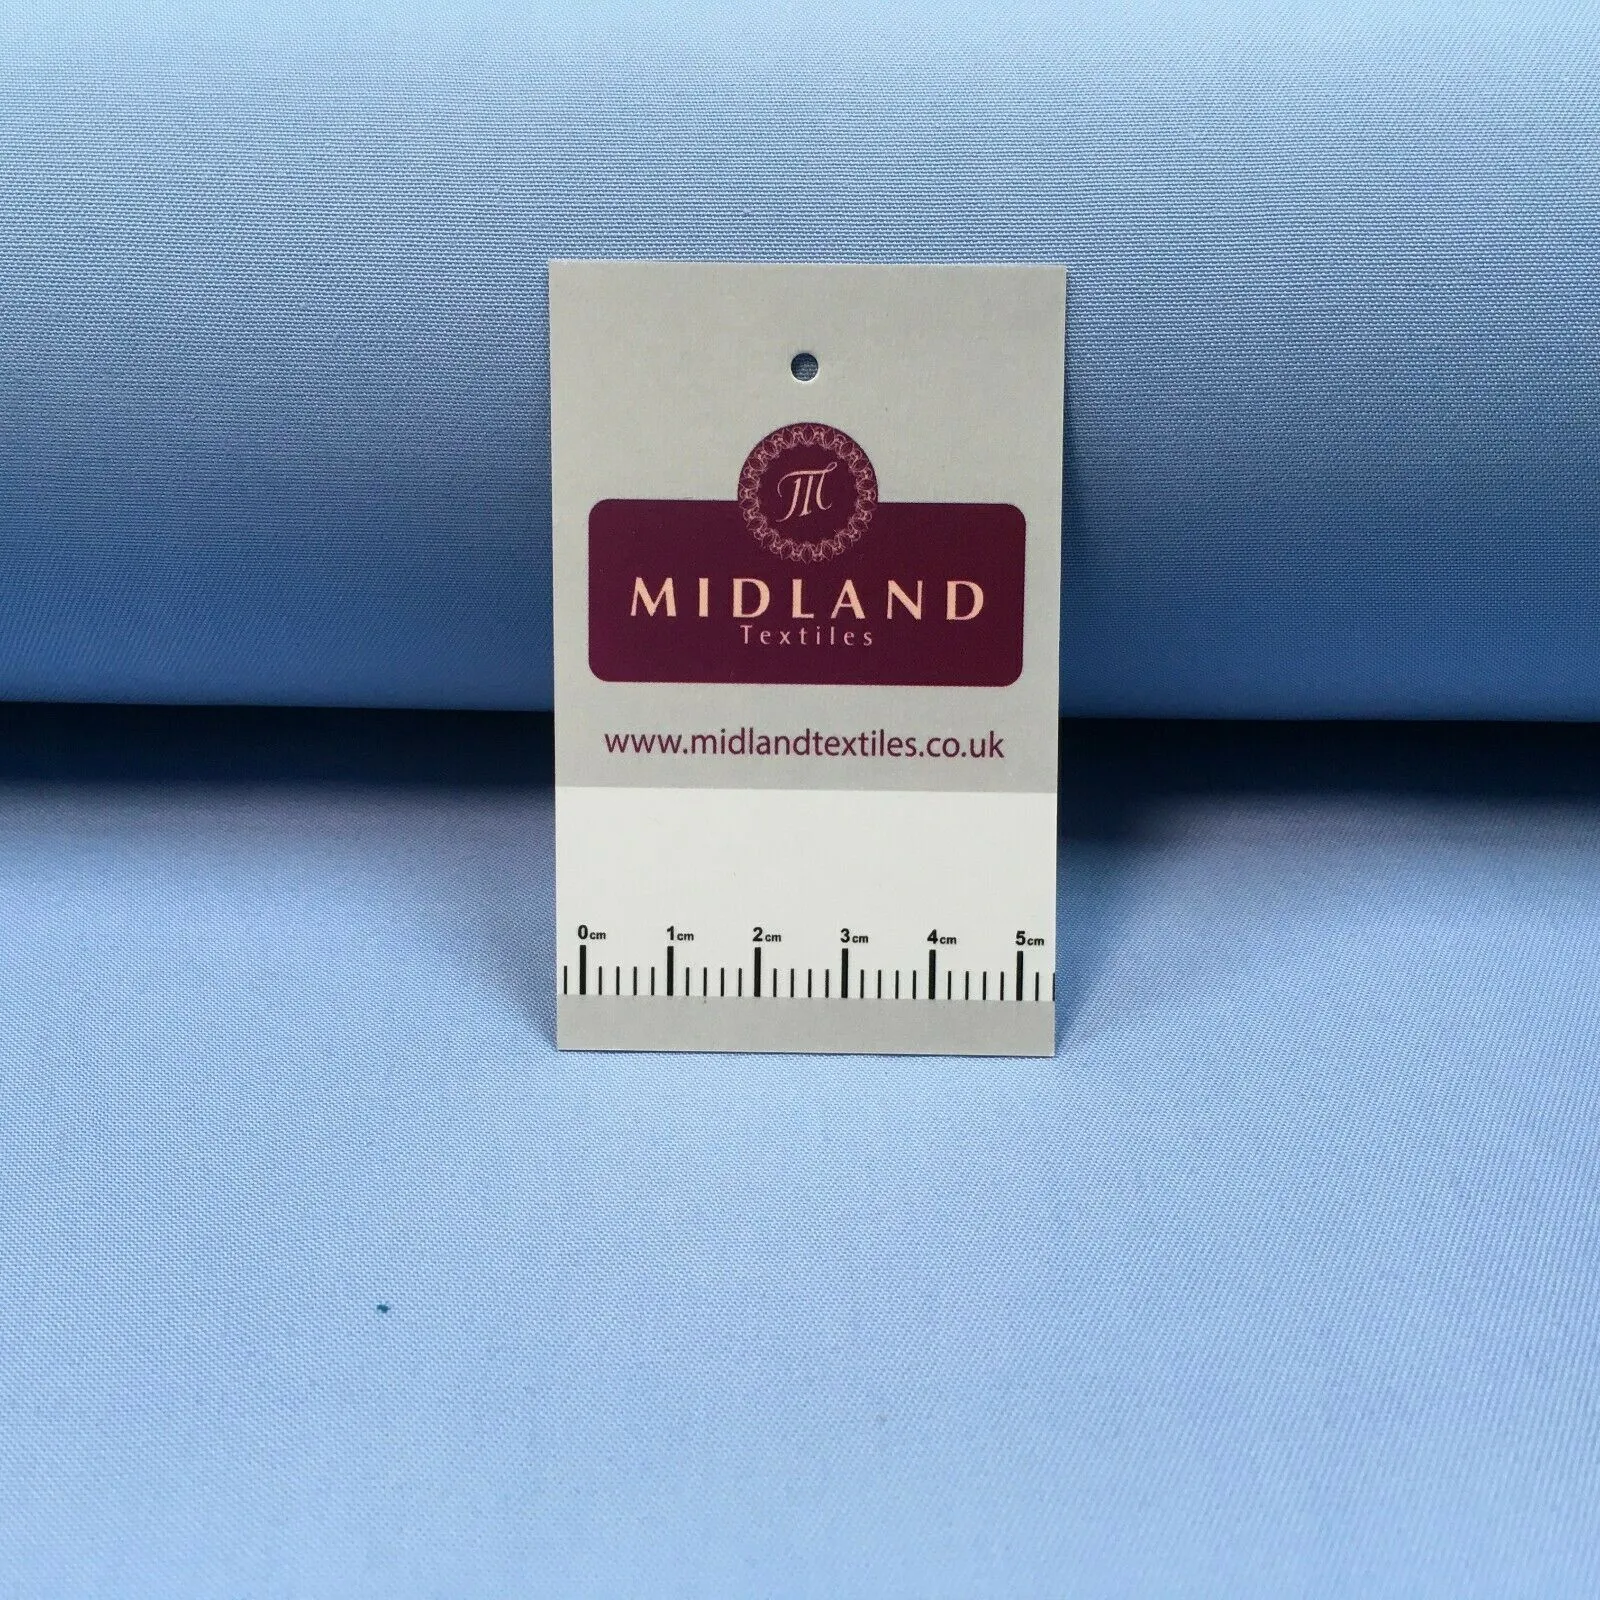 M
MIDLAND
Textiles
www.midlandtextiles.co.uk
0cm 1cm 2cm 3cm 4cm 5cm